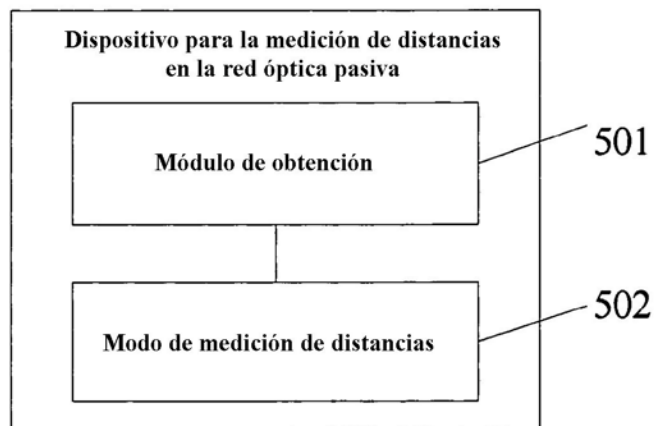 Dispositivo para la medición de distancias
en la red óptica pasiva
Módulo de obtención
501
Modo de medición de distancias
502